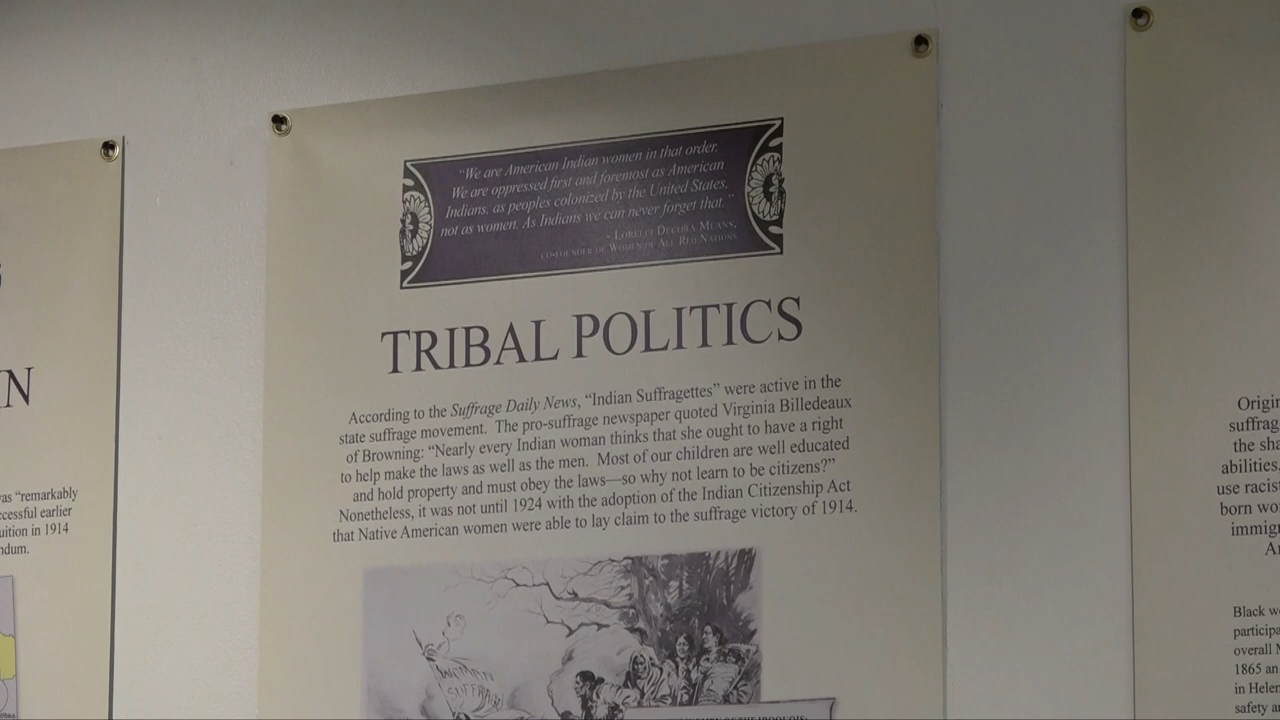 IN
as "remarkably
ccessful earlier
uition in 1914
ndum.
"We are American Indian women in that order.
We are oppressed first and foremost as American
Indians, as peoples colonized by the United States,
not as women. As Indians we can never forget that."
- Lorelei DeCora Means,
co-founder of Women of All Red Nations
TRIBAL POLITICS
According to the Suffrage Daily News, “Indian Suffragettes” were active in the
state suffrage movement. The pro-suffrage newspaper quoted Virginia Billedeaux
of Browning: “Nearly every Indian woman thinks that she ought to have a right
to help make the laws as well as the men. Most of our children are well educated
and hold property and must obey the laws—so why not learn to be citizens?”
Nonetheless, it was not until 1924 with the adoption of the Indian Citizenship Act
that Native American women were able to lay claim to the suffrage victory of 1914.
WOMAN
SUFFRAGE
Origin
suffrag
the sha
abilities,
use racis
born wo
immigr
A
Black w
participa
overall M
1865 an
in Helen
safety a